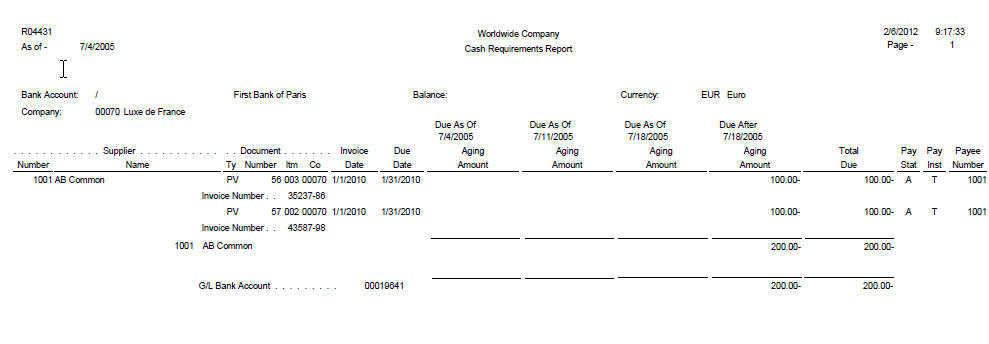 R04431 Worldwide Company 2/6/2012 9:17:33
As of - 7/4/2005 Cash Requirements Report Page - 1
Bank Account: / First Bank of Paris Balance: Currency: EUR Euro
Company: 00070 Luxe de France
Due As Of Due As Of Due As Of Due After
7/4/2005 7/11/2005 7/18/2005 7/18/2005
. . . . . . . . . . . . . Supplier . . . . . . . . . . . . . . . Document . . . . . . . Invoice Due Aging Aging Aging Aging Total Pay Pay Payee
Number Name Ty Number Itm Co Date Date Amount Amount Amount Amount Due Stat Inst Number
1001 AB Common PV 56 003 00070 1/1/2010 1/31/2010 100.00- 100.00- A T 1001
Invoice Number . . 35237-86
PV 57 002 00070 1/1/2010 1/31/2010 100.00- 100.00- A T 1001
Invoice Number . . 43587-98
1001 AB Common 200.00- 200.00-
G/L Bank Account . . . . . . . . . 00019641 200.00- 200.00-